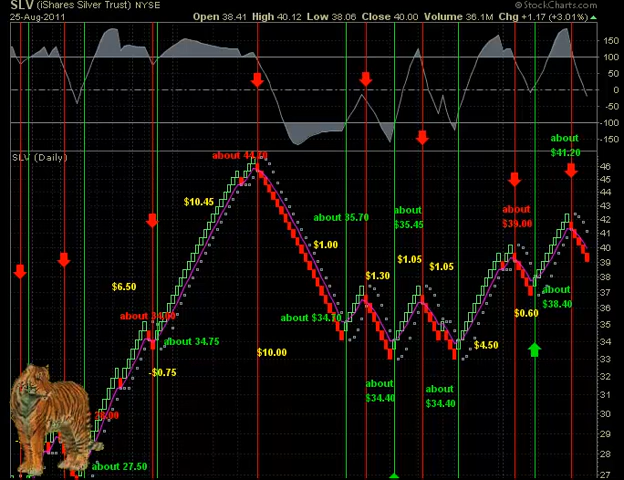 SLV (iShares Silver Trust) NYSE
© StockCharts.com
25-Aug-2011
Open 38.41 High 40.12 Low 38.06 Close 40.00 Volume 36.1M Chg +1.17 (+3.01%)
150
100
50
0
-50
-100
-150
about
$41.20
SLV (Daily)
about 44.70
46
45
44
42
41
40
39
38
37
36
35
34
33
32
31
30
29
28
27
$10.45
about 35.70
about
$35.45
$39.00
$1.00
$1.05
$1.05
$1.30
$6.50
about
$38.40
about $34.70
$0.60
about 34.75
$4.50
$10.00
-$0.75
about
$34.40
about
$34.40
about 27.50